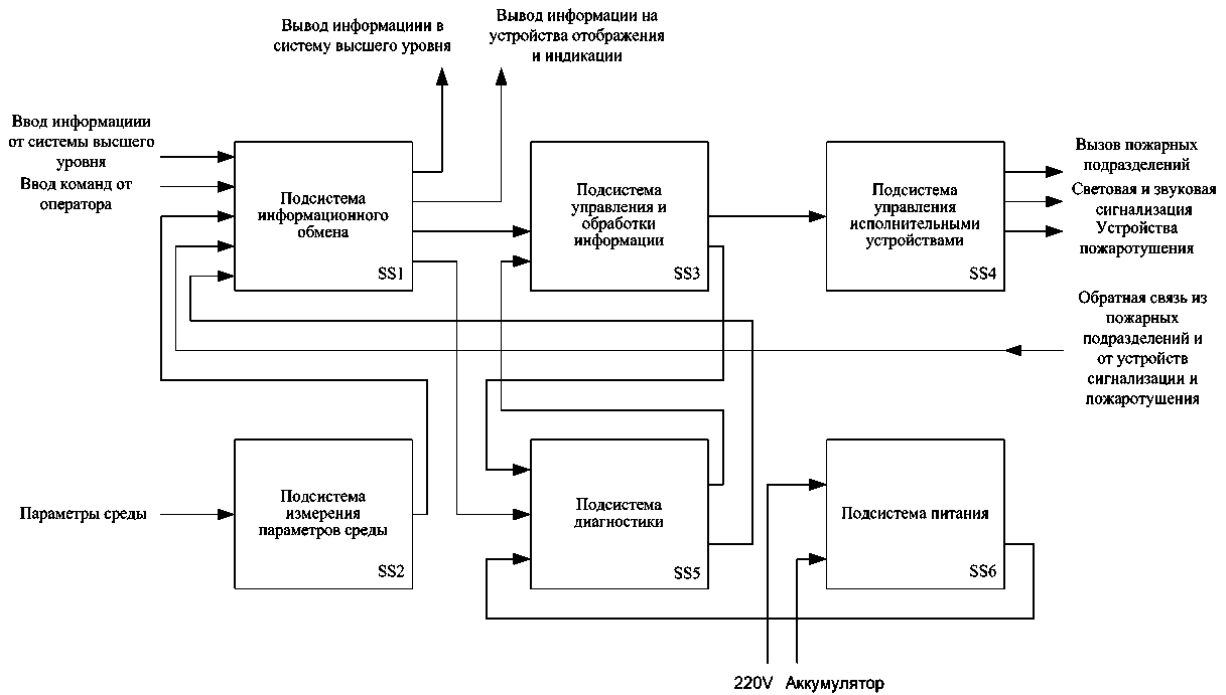 Вывод информациии в
систему высшего уровня
Вывод информации на
устройства отображения
и индикации
Ввод информациии
от системы высшего
уровня
Ввод команд от
оператора
Подсистема
информационного
обмена
SS1
Подсистема
управления и
обработки
информации
SS3
Подсистема
управления
исполнительными
устройствами
SS4
Вызов пожарных
подразделений
Световая и звуковая
сигнализация
Устройства
пожаротушения
Обратная связь из
пожарных
подразделений и
от устройств
сигнализации и
пожаротушения
Параметры среды
Подсистема
измерения
параметров среды
SS2
Подсистема
диагностики
SS5
Подсистема питания
SS6
220V
Аккумулятор